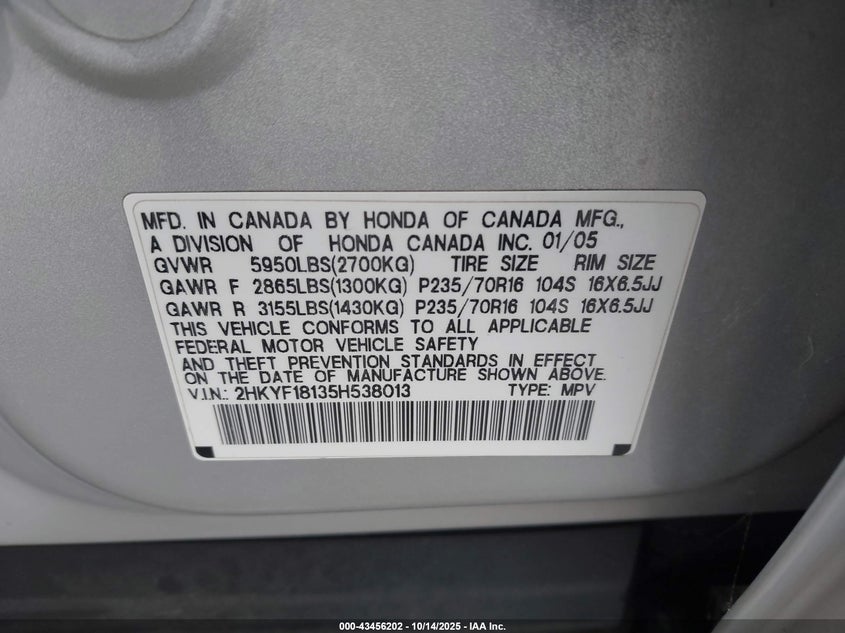 MFD. IN CANADA BY HONDA OF CANADA MFG.,
A DIVISION OF HONDA CANADA INC. 01/05
GVWR 5950LBS(2700KG) TIRE SIZE RIM SIZE
GAWR F 2865LBS(1300KG) P235/70R16 104S 16X6.5JJ
GAWR R 3155LBS(1430KG) P235/70R16 104S 16X6.5JJ
THIS VEHICLE CONFORMS TO ALL APPLICABLE
FEDERAL MOTOR VEHICLE SAFETY
AND THEFT PREVENTION STANDARDS IN EFFECT
ON THE DATE OF MANUFACTURE SHOWN ABOVE.
V.I.N.: 2HKYF18135H538013 TYPE: MPV
000-43456202 - 10/14/2025 - IAA Inc.